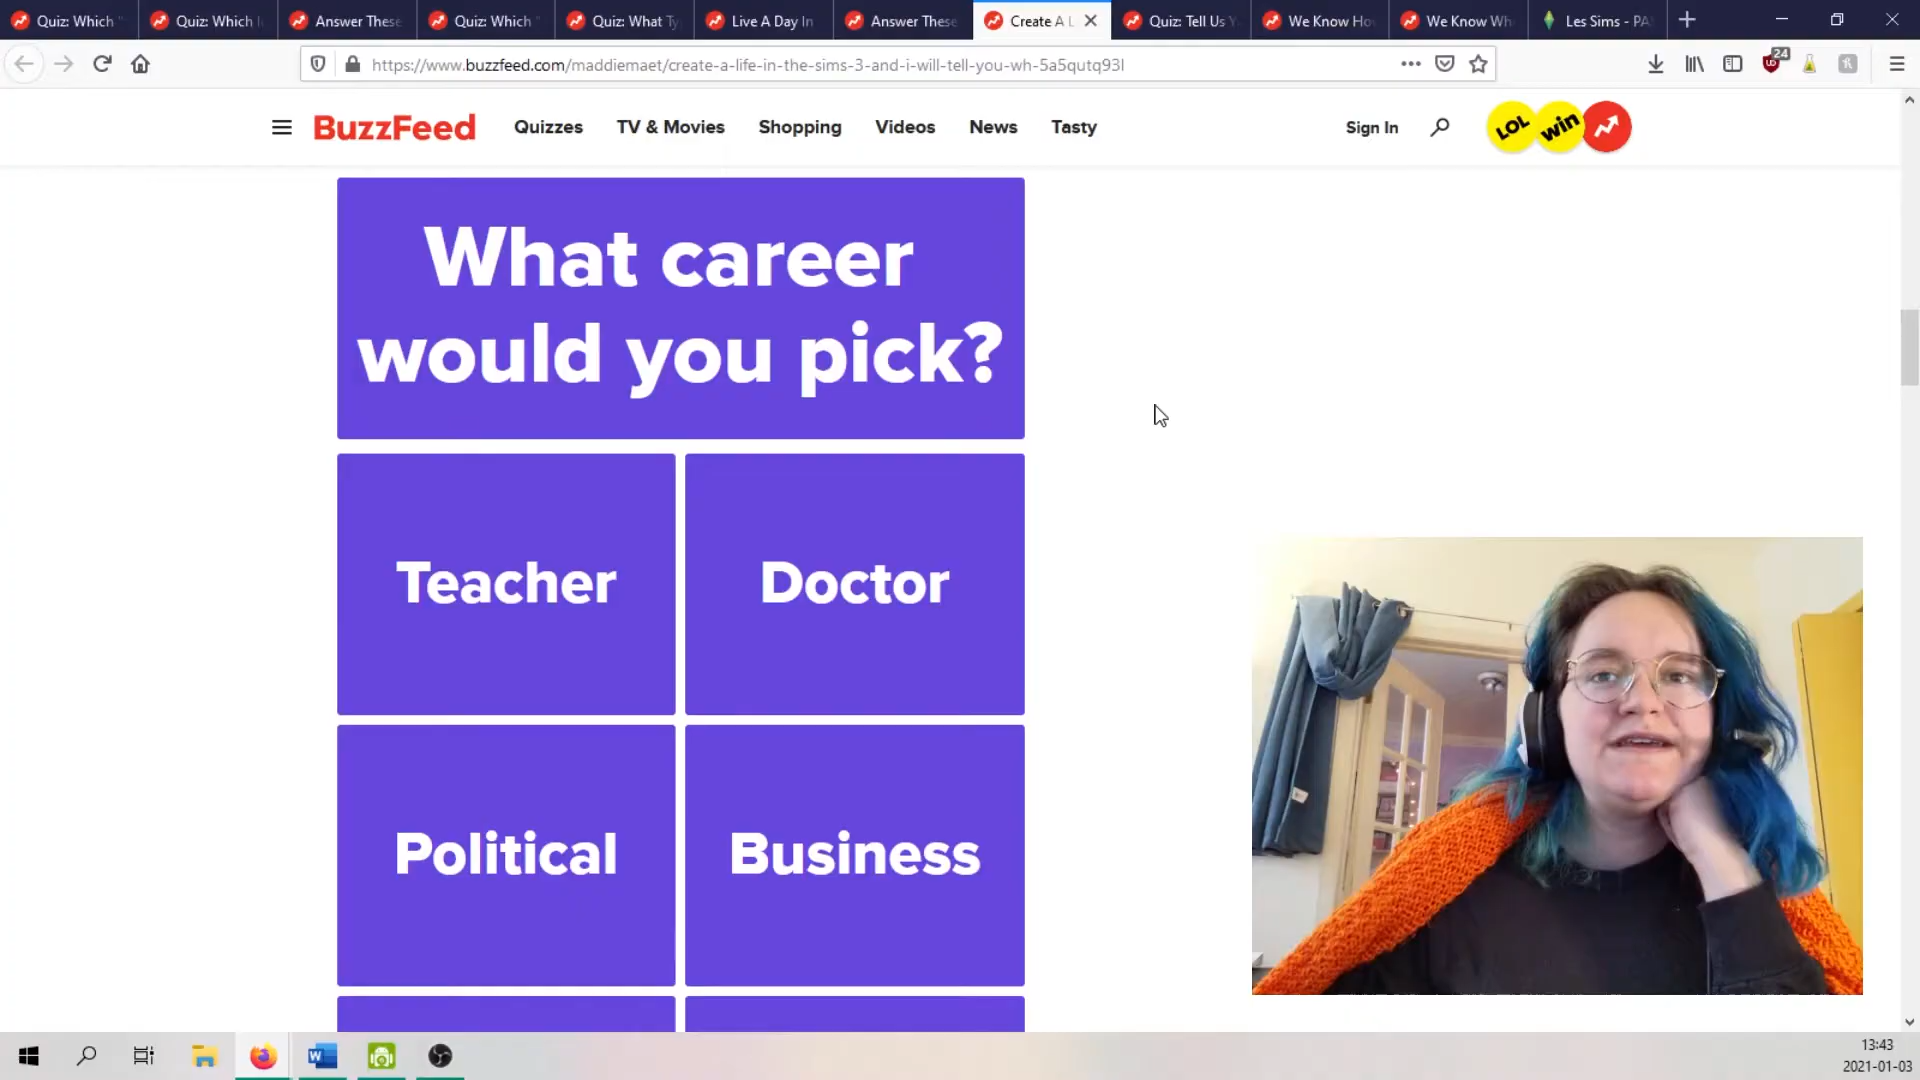 Quiz: Which "
Quiz: Which I
Answer These
Quiz: Which "
Quiz: What Ty
Live A Day In
Answer These
Create A L
Quiz: Tell Us Y
We Know Ho
We Know Wh
Les Sims - PA
https://www.buzzfeed.com/maddiemaet/create-a-life-in-the-sims-3-and-i-will-tell-you-wh-5a5qutq93l
24
BuzzFeed
Quizzes
TV & Movies
Shopping
Videos
News
Tasty
Sign In
LOL
win
What career
would you pick?
Teacher
Doctor
Political
Business
13:43
2021-01-03